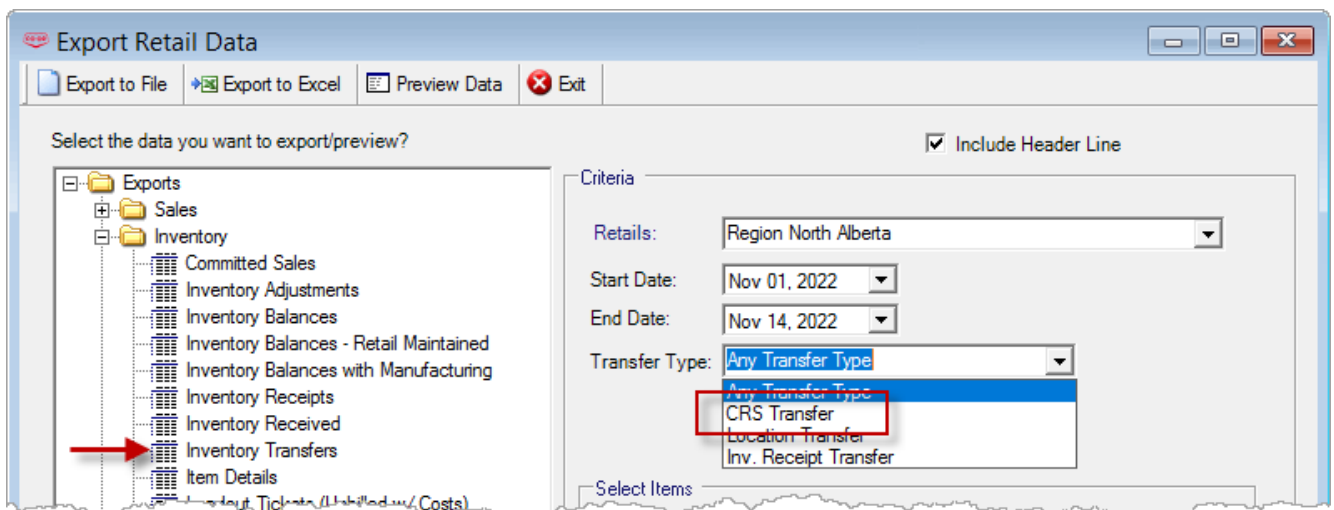 Export Retail Data
Export to File Export to Excel Preview Data Exit
Select the data you want to export/preview?
Include Header Line
Exports
Sales
Inventory
Committed Sales
Inventory Adjustments
Inventory Balances
Inventory Balances - Retail Maintained
Inventory Balances with Manufacturing
Inventory Receipts
Inventory Received
Inventory Transfers
Item Details
Loadout Tickets (Unbilled w/ Costs)
Criteria
Retails: Region North Alberta
Start Date: Nov 01, 2022
End Date: Nov 14, 2022
Transfer Type: Any Transfer Type
Any Transfer Type
CRS Transfer
Location Transfer
Inv. Receipt Transfer
Select Items